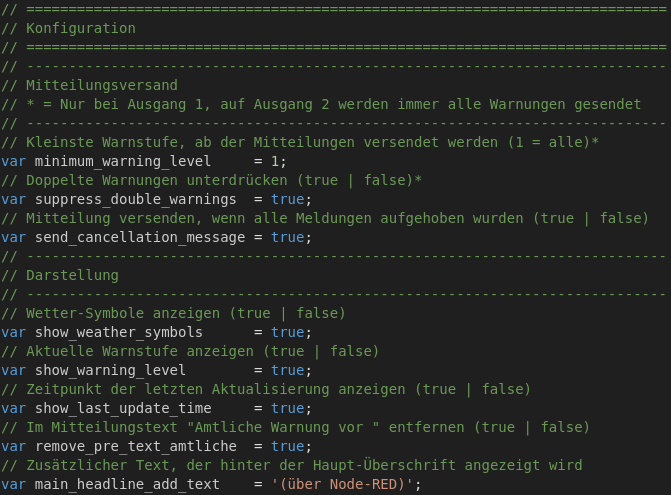 // ============================================================================
// Konfiguration
// ============================================================================
// ----------------------------------------------------------------------------
// Mitteilungsversand
// * = Nur bei Ausgang 1, auf Ausgang 2 werden immer alle Warnungen gesendet
// ----------------------------------------------------------------------------
// Kleinste Warnstufe, ab der Mitteilungen versendet werden (1 = alle)*
var minimum_warning_level     = 1;
// Doppelte Warnungen unterdrücken (true | false)*
var suppress_double_warnings  = true;
// Mitteilung versenden, wenn alle Meldungen aufgehoben wurden (true | false)
var send_cancellation_message = true;
// ----------------------------------------------------------------------------
// Darstellung
// ----------------------------------------------------------------------------
// Wetter-Symbole anzeigen (true | false)
var show_weather_symbols      = true;
// Aktuelle Warnstufe anzeigen (true | false)
var show_warning_level        = true;
// Zeitpunkt der letzten Aktualisierung anzeigen (true | false)
var show_last_update_time     = true;
// Im Mitteilungstext "Amtliche Warnung vor " entfernen (true | false)
var remove_pre_text_amtliche  = true;
// Zusätzlicher Text, der hinter der Haupt-Überschrift angezeigt wird
var main_headline_add_text    = '(über Node-RED)';